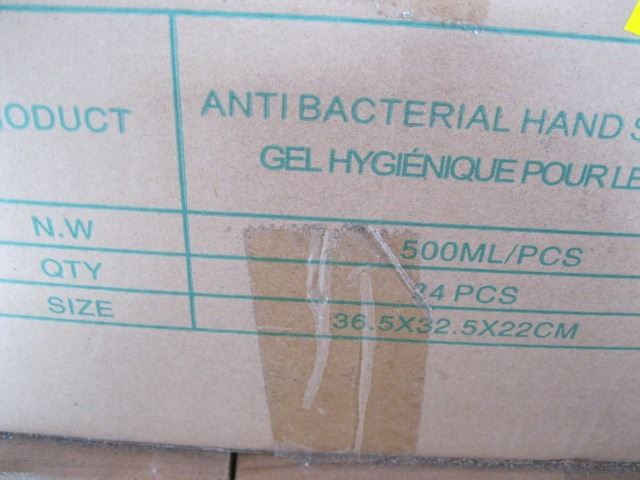 ODUCT ANTI BACTERIAL HAND S
GEL HYGIÉNIQUE POUR LE
N.W 500ML/PCS
QTY 24 PCS
SIZE 36.5X32.5X22CM